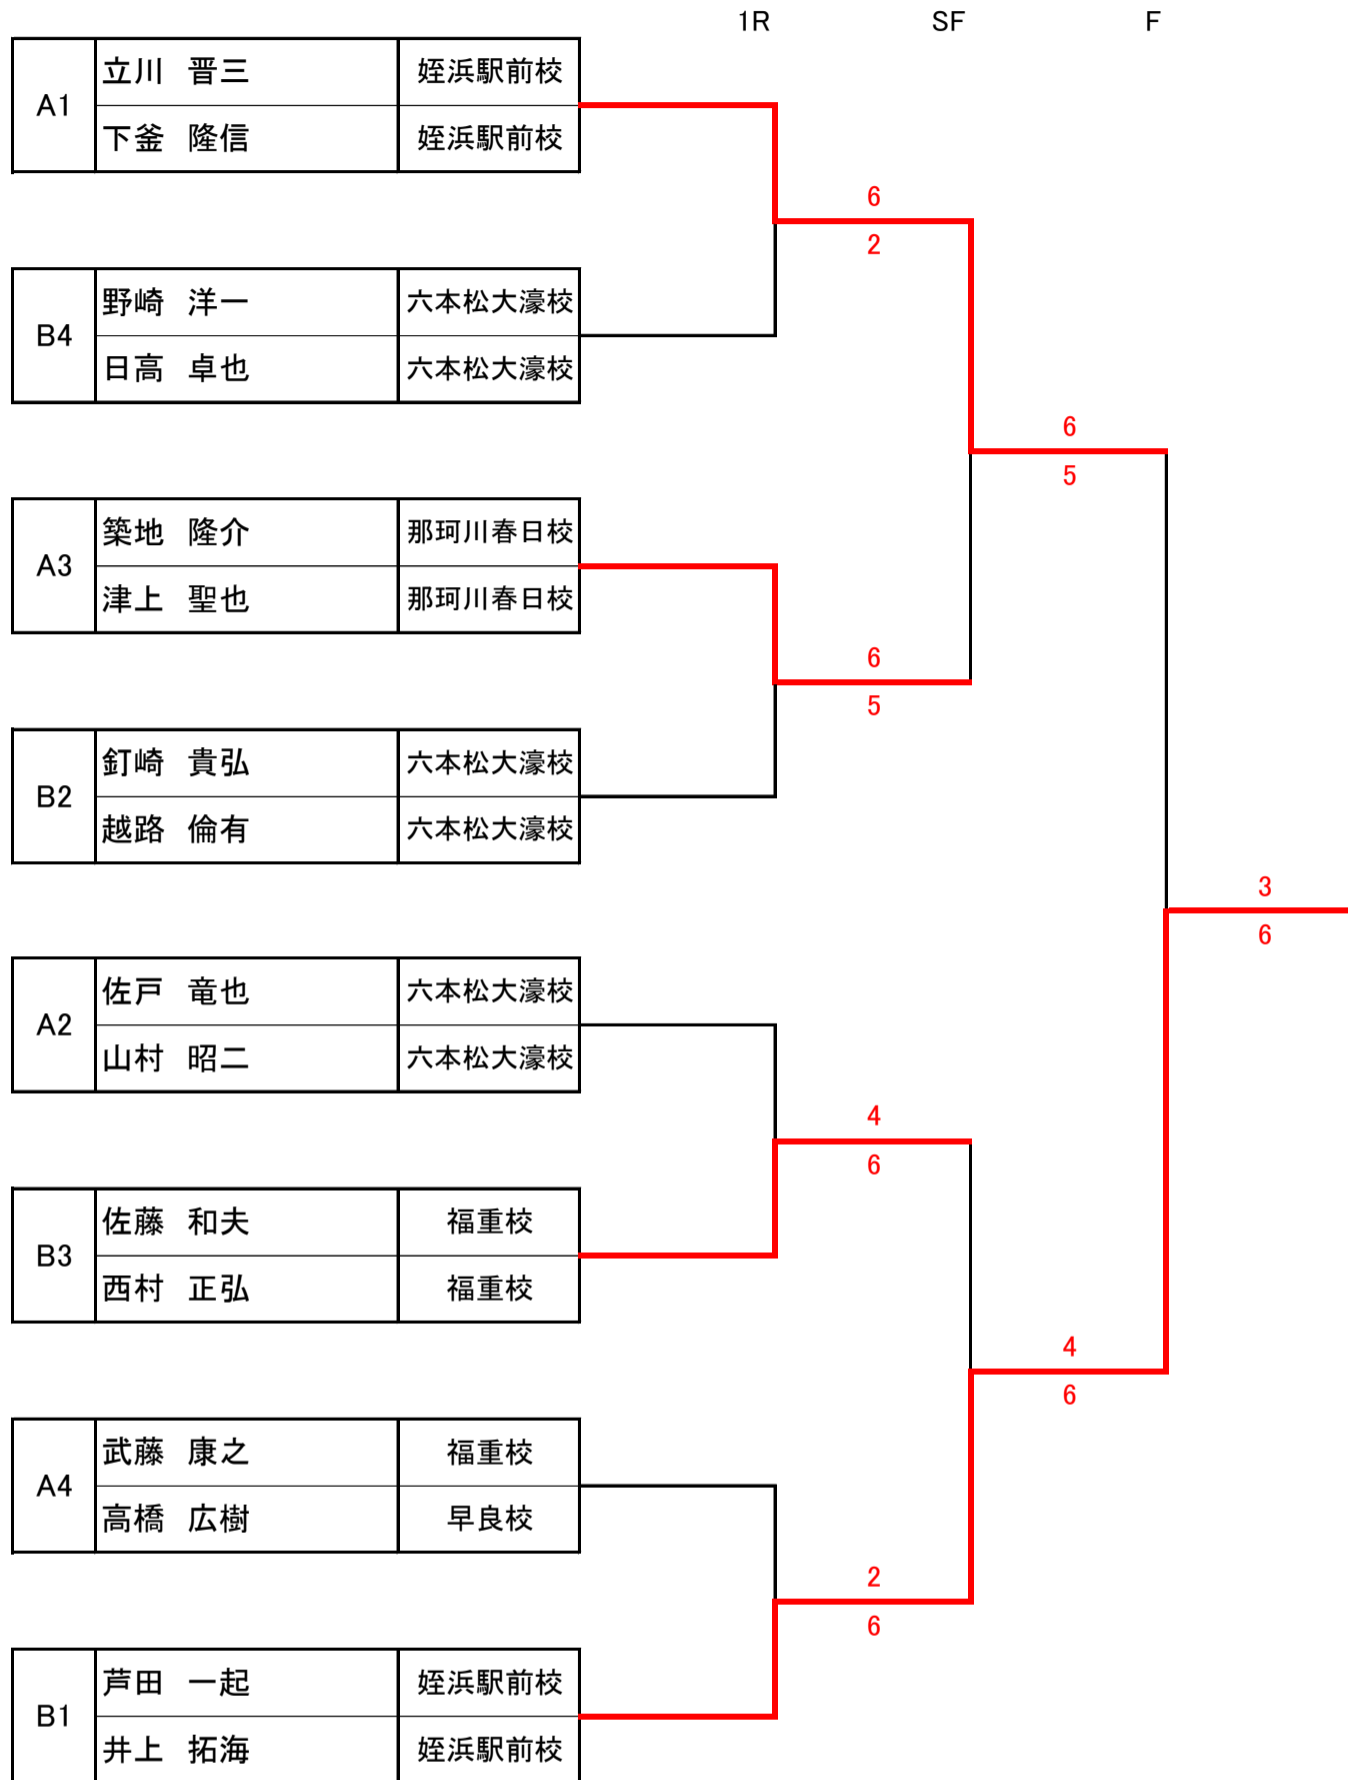 1R SF F
A1
立川 晋三 姪浜駅前校
下釜 隆信 姪浜駅前校
6
2
B4
野崎 洋一 六本松大濠校
日高 卓也 六本松大濠校
6
5
A3
築地 隆介 那珂川春日校
津上 聖也 那珂川春日校
6
5
B2
釘崎 貴弘 六本松大濠校
越路 倫有 六本松大濠校
3
6
A2
佐戸 竜也 六本松大濠校
山村 昭二 六本松大濠校
4
6
B3
佐藤 和夫 福重校
西村 正弘 福重校
4
6
A4
武藤 康之 福重校
高橋 広樹 早良校
2
6
B1
芦田 一起 姪浜駅前校
井上 拓海 姪浜駅前校